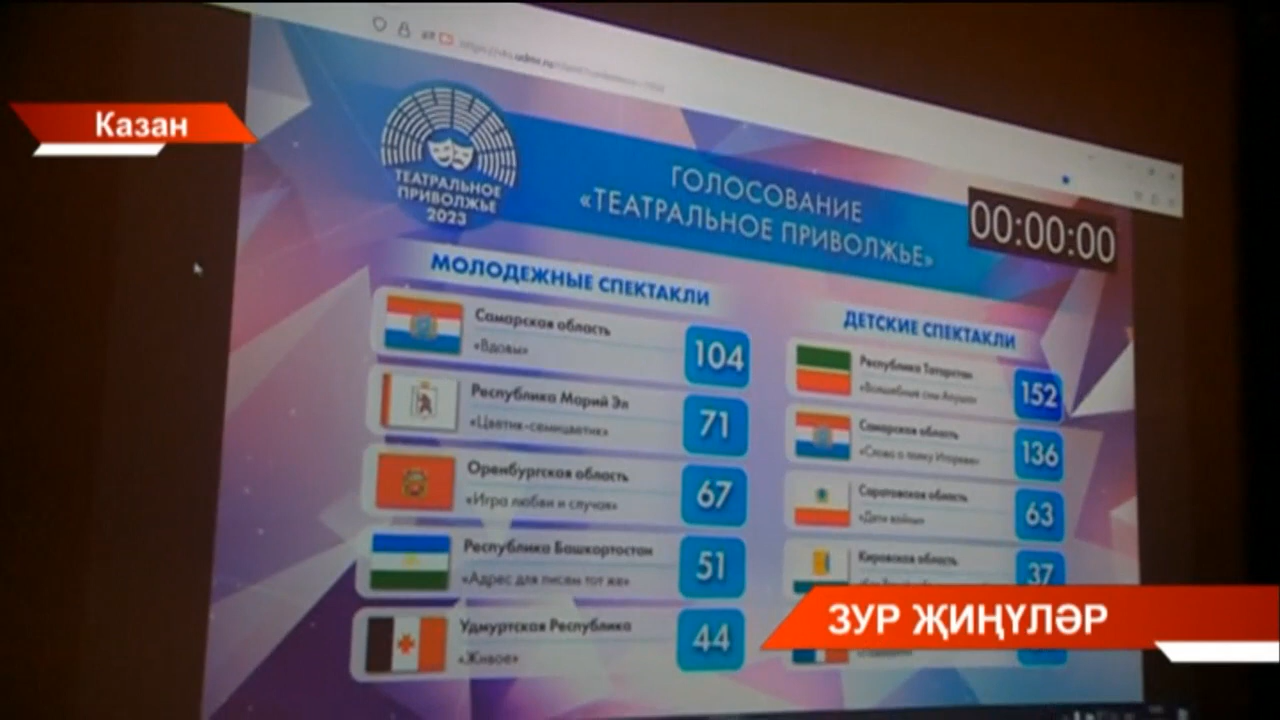 Казан
ТЕАТРАЛЬНОЕ
ПРИВОЛЖЬЕ
2023
ГОЛОСОВАНИЕ
«ТЕАТРАЛЬНОЕ ПРИВОЛЖЬЕ»
00:00:00
МОЛОДЕЖНЫЕ СПЕКТАКЛИ
Самарская область
«Вдовы»
104
Республика Марий Эл
«Цветик-семицветик»
71
Оренбургская область
«Игра любви и случая»
67
Республика Башкортостан
«Адрес для писем тот же»
51
Удмуртская Республика
«Живое»
44
ДЕТСКИЕ СПЕКТАКЛИ
Республика Татарстан
«Волшебные сны Апуша»
152
Самарская область
«Слово о полку Игореве»
136
Саратовская область
«Дети войны»
63
Кировская область
37
ЗУР ҖИҢҮЛӘР